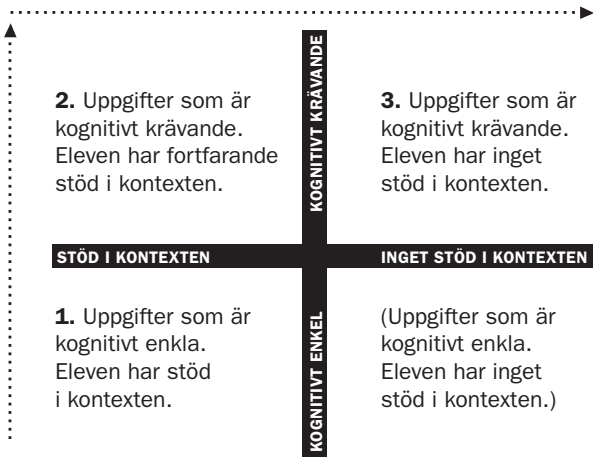 KOGNITIVT KRÄVANDE
2. Uppgifter som är
kognitivt krävande.
Eleven har fortfarande
stöd i kontexten.
3. Uppgifter som är
kognitivt krävande.
Eleven har inget
stöd i kontexten.
STÖD I KONTEXTEN
INGET STÖD I KONTEXTEN
1. Uppgifter som är
kognitivt enkla.
Eleven har stöd
i kontexten.
KOGNITIVT ENKEL
(Uppgifter som är
kognitivt enkla.
Eleven har inget
stöd i kontexten.)